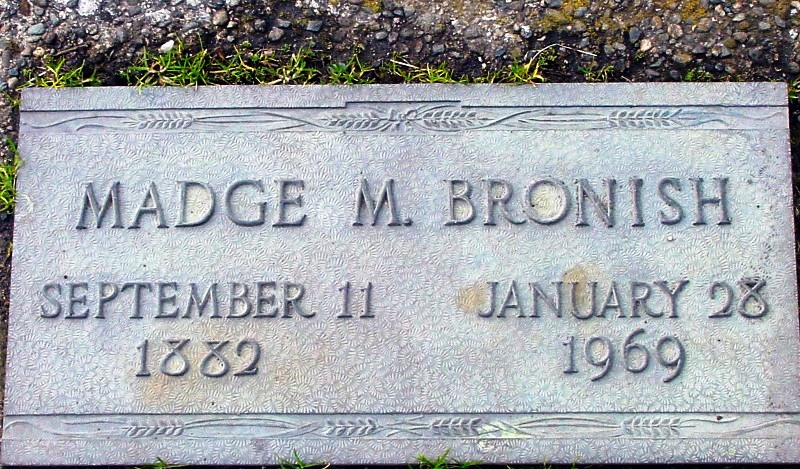 MADGE M. BRONISH
SEPTEMBER 11 JANUARY 28
1882 1969